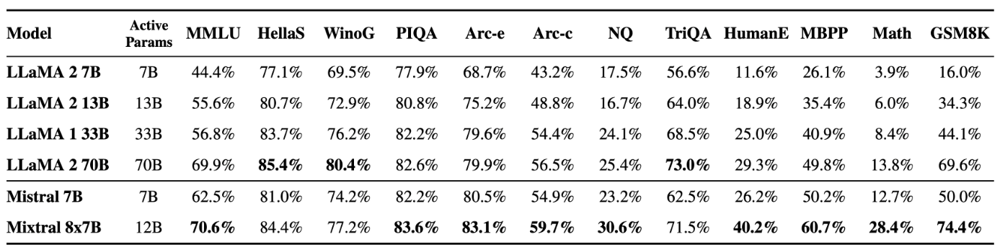 Model Active Params MMLU HellaS WinoG PIQA Arc-e Arc-c NQ TriQA HumanE MBPP Math GSM8K
LLaMA 2 7B 7B 44.4% 77.1% 69.5% 77.9% 68.7% 43.2% 17.5% 56.6% 11.6% 26.1% 3.9% 16.0%
LLaMA 2 13B 13B 55.6% 80.7% 72.9% 80.8% 75.2% 48.8% 16.7% 64.0% 18.9% 35.4% 6.0% 34.3%
LLaMA 1 33B 33B 56.8% 83.7% 76.2% 82.2% 79.6% 54.4% 24.1% 68.5% 25.0% 40.9% 8.4% 44.1%
LLaMA 2 70B 70B 69.9% 85.4% 80.4% 82.6% 79.9% 56.5% 25.4% 73.0% 29.3% 49.8% 13.8% 69.6%
Mistral 7B 7B 62.5% 81.0% 74.2% 82.2% 80.5% 54.9% 23.2% 62.5% 26.2% 50.2% 12.7% 50.0%
Mixtral 8x7B 12B 70.6% 84.4% 77.2% 83.6% 83.1% 59.7% 30.6% 71.5% 40.2% 60.7% 28.4% 74.4%